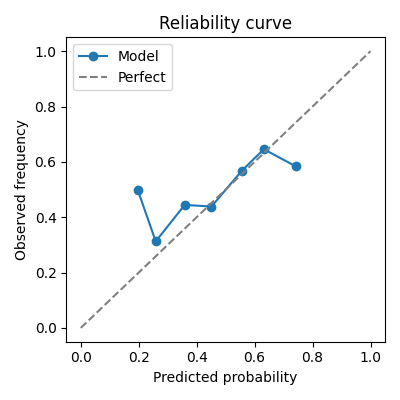 Reliability curve
Model
Perfect
Observed frequency
1.0
0.8
0.6
0.4
0.2
0.0
0.0 0.2 0.4 0.6 0.8 1.0
Predicted probability